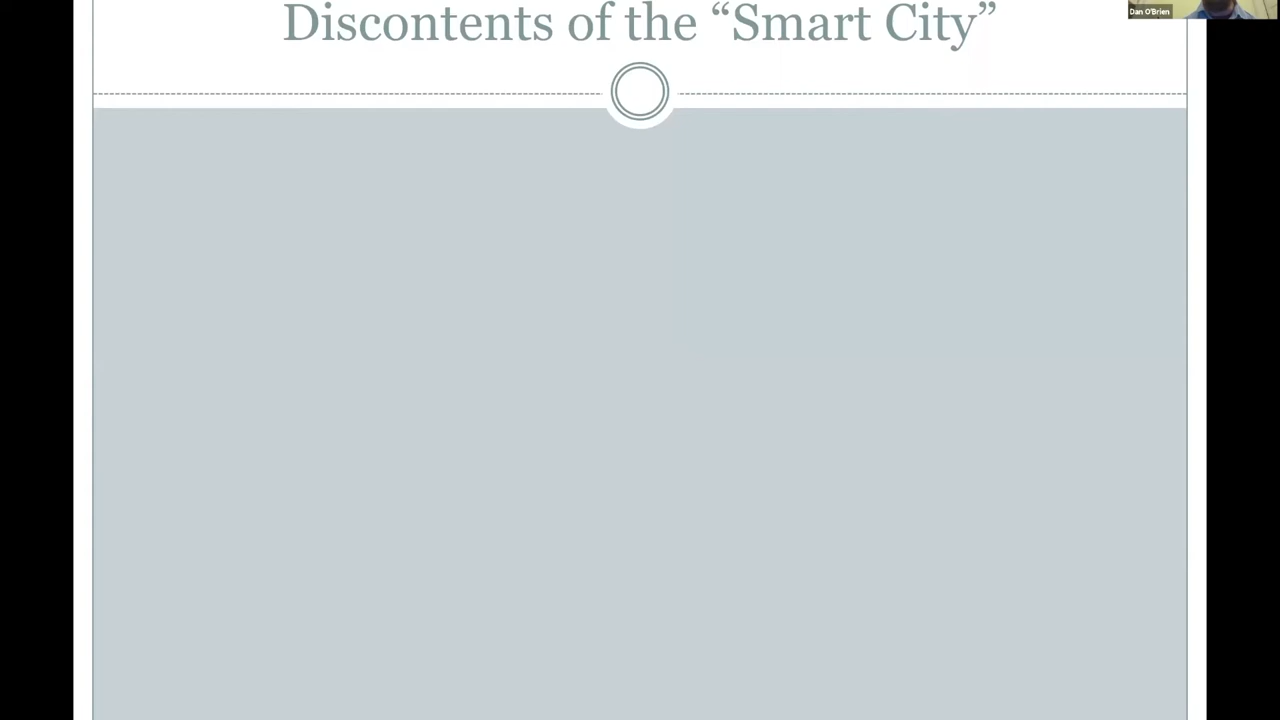 Discontents of the “Smart City”
Dan O'Brien